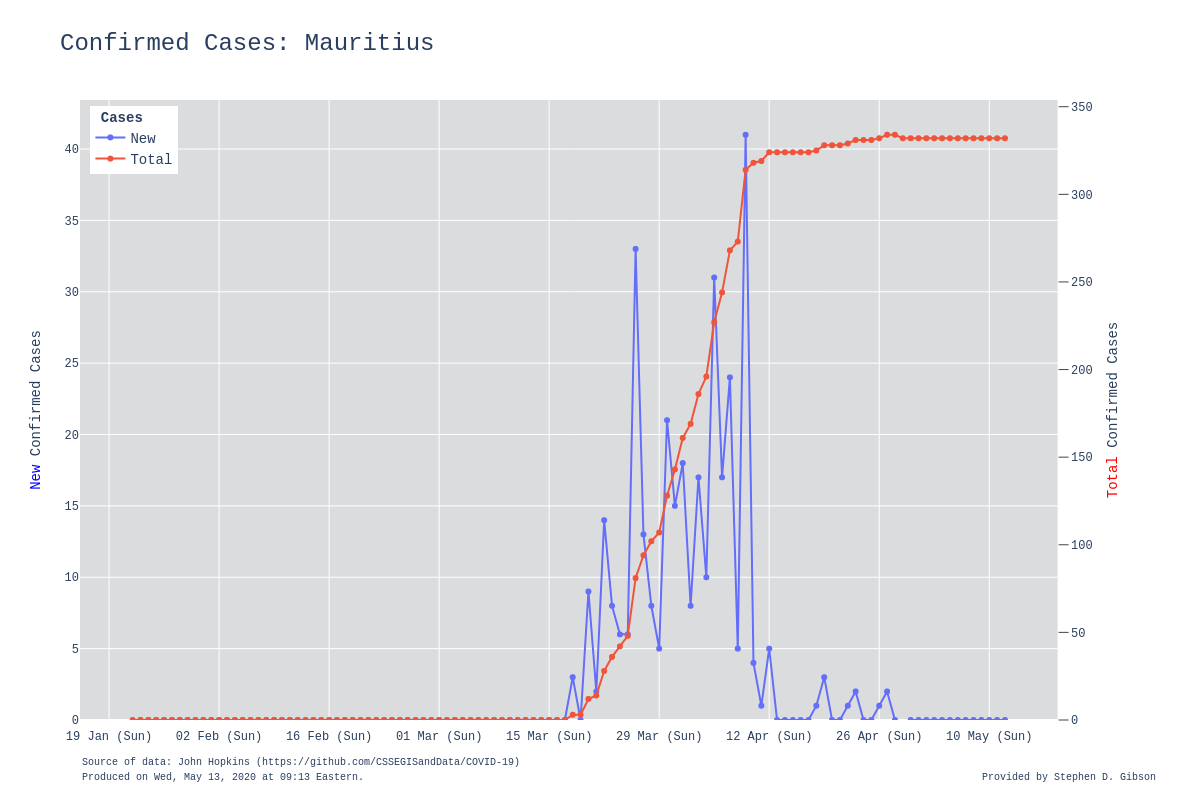 Confirmed Cases: Mauritius
Cases
New
Total
40
35
30
25
20
15
10
5
0
New Confirmed Cases
350
300
250
200
150
100
50
0
Total Confirmed Cases
19 Jan (Sun) 02 Feb (Sun) 16 Feb (Sun) 01 Mar (Sun) 15 Mar (Sun) 29 Mar (Sun) 12 Apr (Sun) 26 Apr (Sun) 10 May (Sun)
Source of data: John Hopkins (https://github.com/CSSEGISandData/COVID-19)
Produced on Wed, May 13, 2020 at 09:13 Eastern.
Provided by Stephen D. Gibson